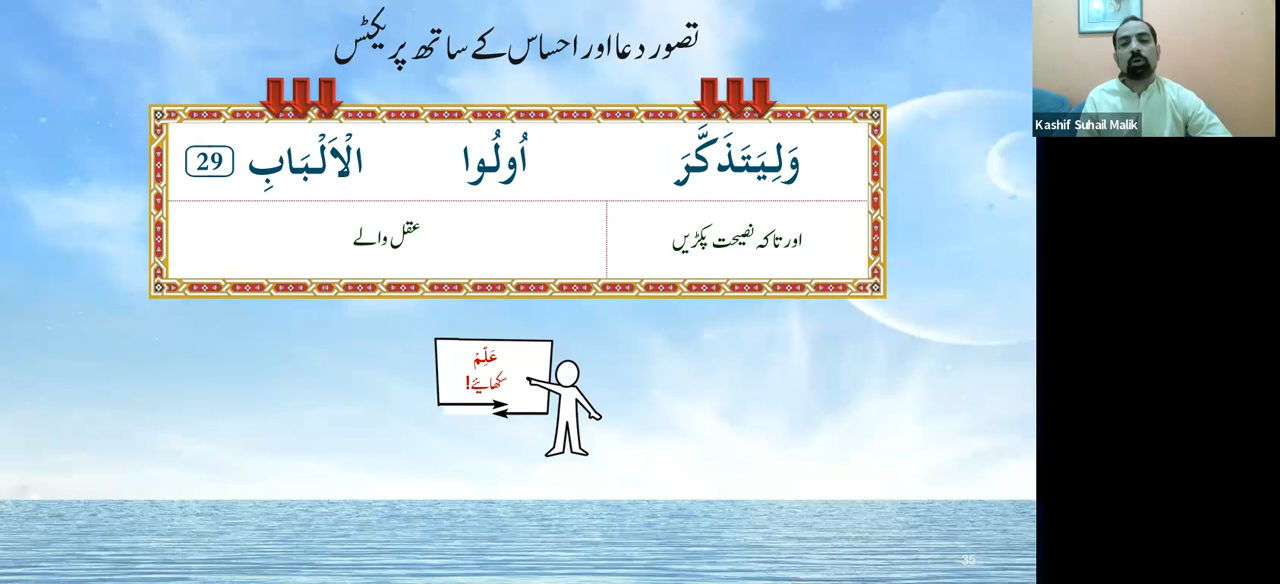 تصور دعا اور احساس کے ساتھ پریکٹس
Kashif Suhail Malik
وَلِيَتَذَكَّرَ اُولُوا الْاَلْبَابِ 29
اور تاکہ نصیحت پکڑیں عقل والے
عَلِّمْ
سکھایئے!
35